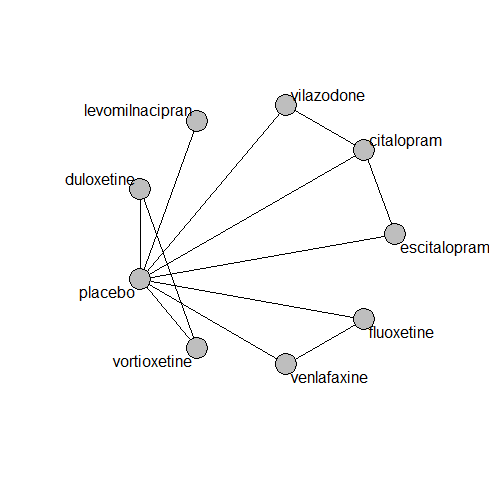 vilazodone
levomilnacipran
citalopram
duloxetine
escitalopram
placebo
fluoxetine
vortioxetine
venlafaxine